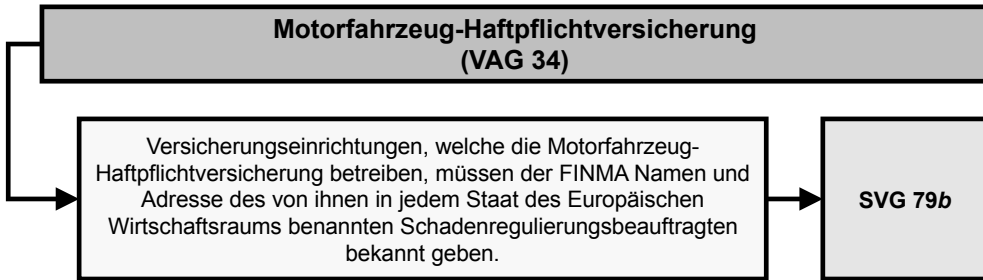 Motorfahrzeug-Haftpflichtversicherung
(VAG 34)
Versicherungseinrichtungen, welche die Motorfahrzeug-
Haftpflichtversicherung betreiben, müssen der FINMA Namen und
Adresse des von ihnen in jedem Staat des Europäischen
Wirtschaftsraums benannten Schadenregulierungsbeauftragten
bekannt geben.
SVG 79b